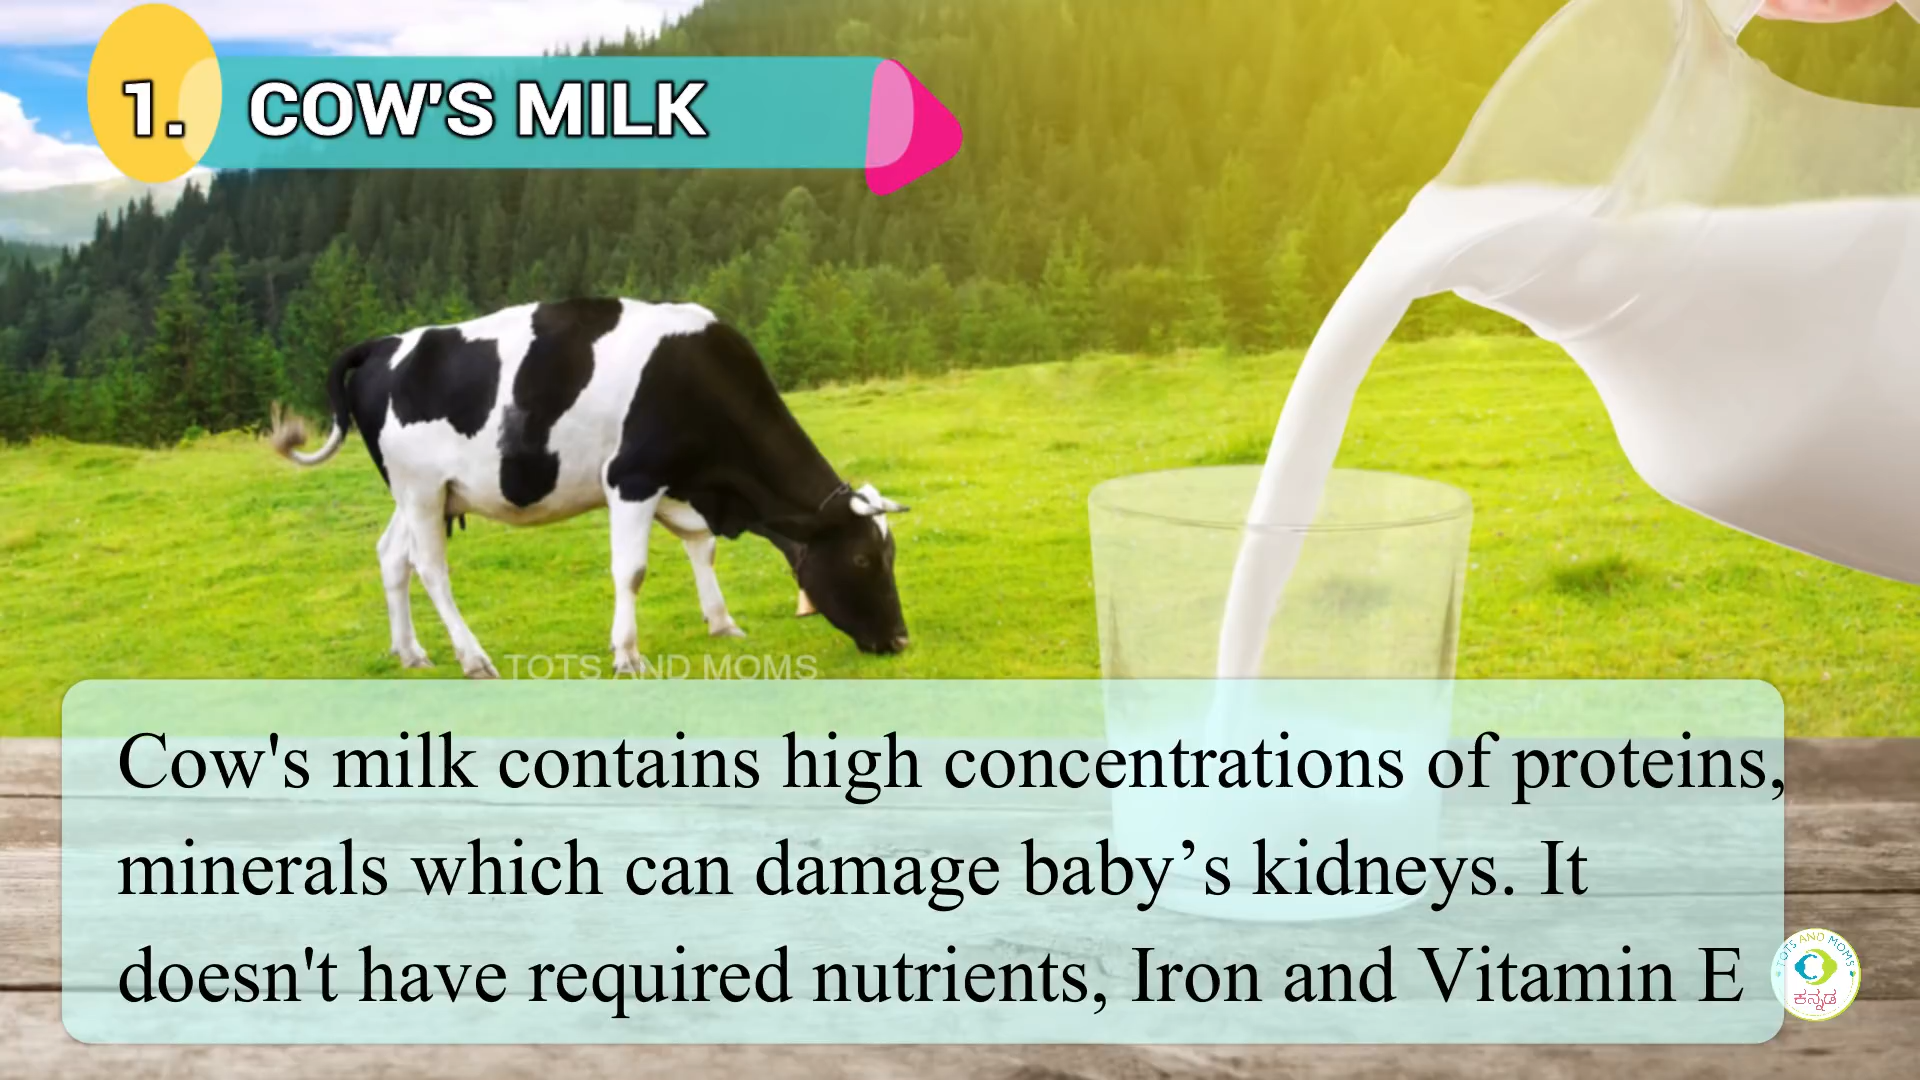 1. COW'S MILK
TOTS AND MOMS
Cow's milk contains high concentrations of proteins,
minerals which can damage baby’s kidneys. It
doesn't have required nutrients, Iron and Vitamin E
TOTS AND MOMS
ಕನ್ನಡ